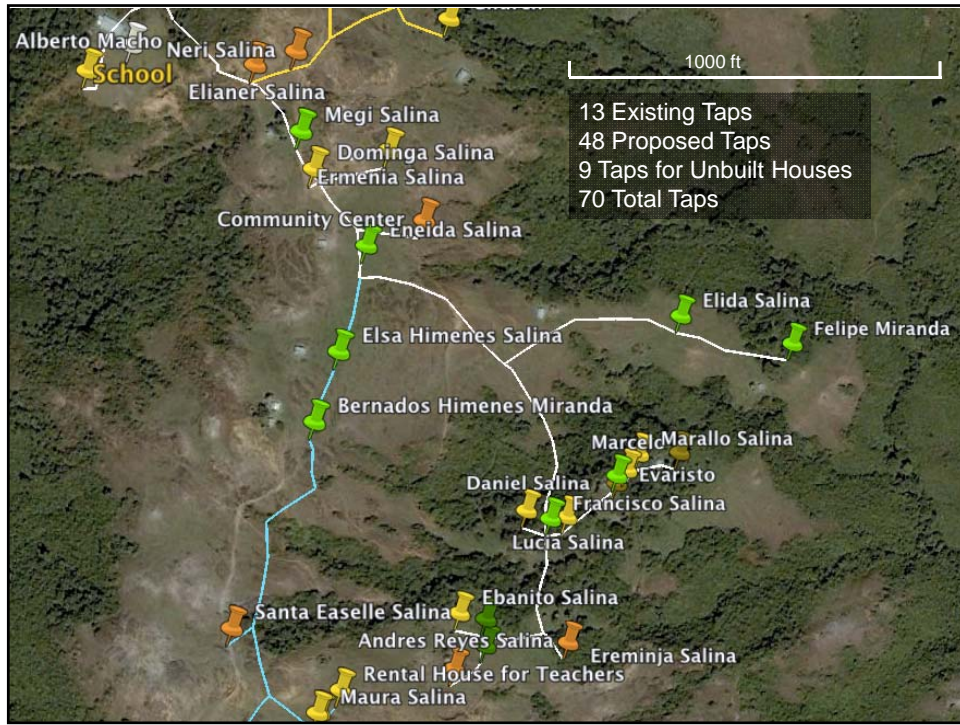 Church
Alberto Macho
Neri Salina
School
1000 ft
Elianer Salina
13 Existing Taps
48 Proposed Taps
9 Taps for Unbuilt Houses
70 Total Taps
Megi Salina
Dominga Salina
Ermenia Salina
Community Center
Eneida Salina
Elida Salina
Felipe Miranda
Elsa Himenes Salina
Bernados Himenes Miranda
Marcelo
Marallo Salina
Evaristo
Daniel Salina
Francisco Salina
Lucia Salina
Ebanito Salina
Santa Easelle Salina
Andres Reyes Salina
Ereminja Salina
Rental House for Teachers
Maura Salina